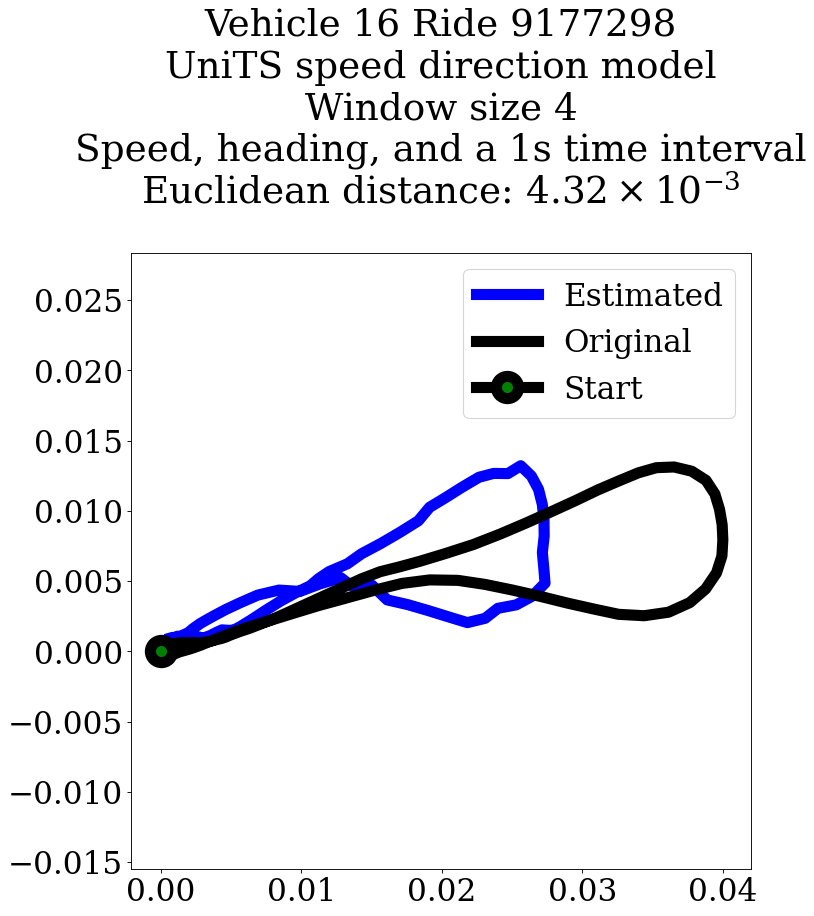 Vehicle 16 Ride 9177298
UniTS speed direction model
Window size 4
Speed, heading, and a 1s time interval
Euclidean distance: 4.32 × 10⁻³
Estimated
Original
Start
0.025
0.020
0.015
0.010
0.005
0.000
−0.005
−0.010
−0.015
0.00 0.01 0.02 0.03 0.04